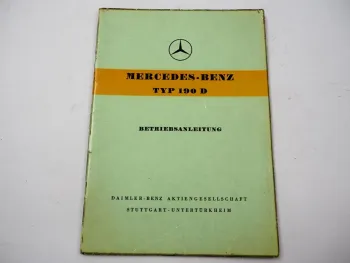 MERCEDES-BENZ
TYP 190 D
BETRIEBSANLEITUNG
DAIMLER-BENZ AKTIENGESELLSCHAFT
STUTTGART-UNTERTÜRKHEIM